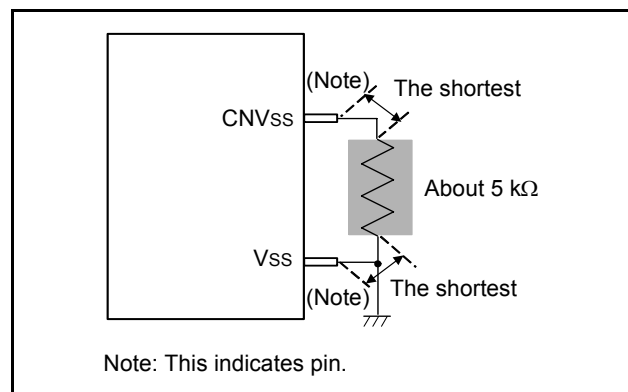 (Note)
The shortest
CNVSS
About 5 kΩ
VSS
(Note)
The shortest
Note: This indicates pin.